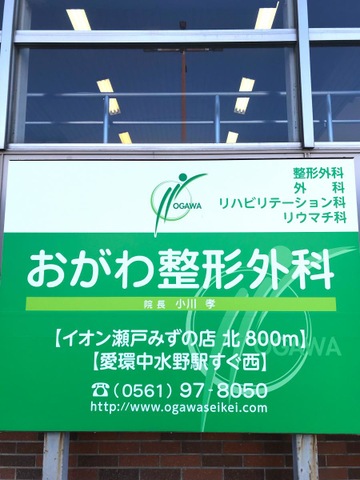 整形外科
外科
リハビリテーション科
リウマチ科
OGAWA
おがわ整形外科
院長 小川 孝
OGAWA
【イオン瀬戸みずの店 北 800m】
【愛環中水野駅すぐ西】
☎(0561) 97-8050
http://www.ogawaseikei.com